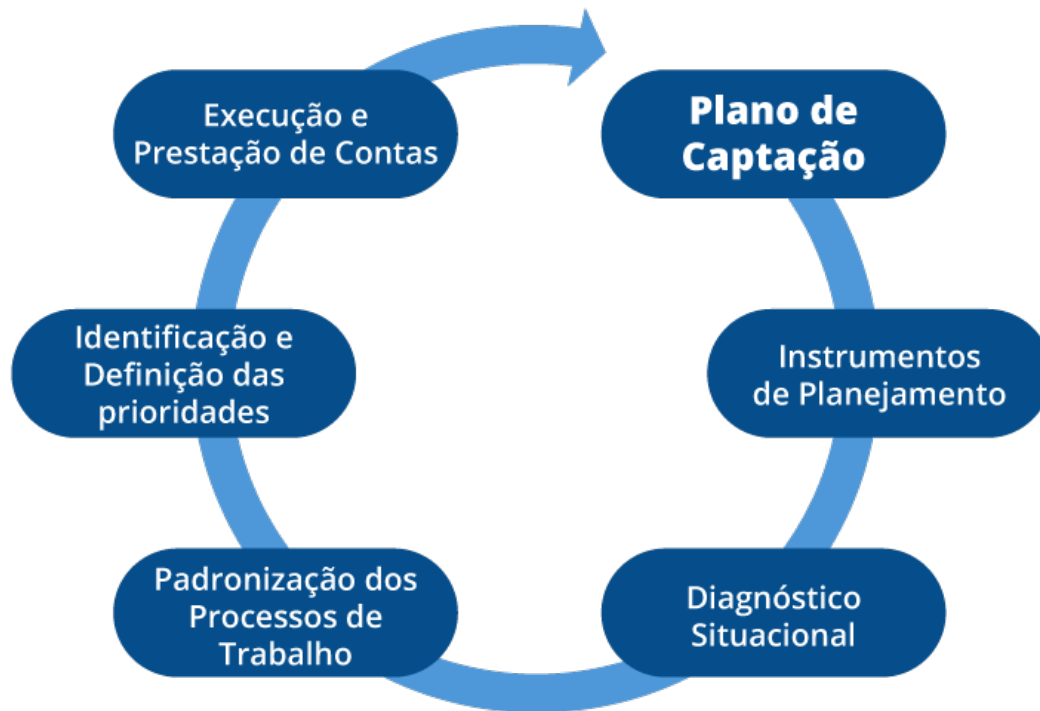 Execução e
Prestação de Contas
Plano de
Captação
Identificação e
Definição das
prioridades
Instrumentos
de Planejamento
Padronização dos
Processos de
Trabalho
Diagnóstico
Situacional